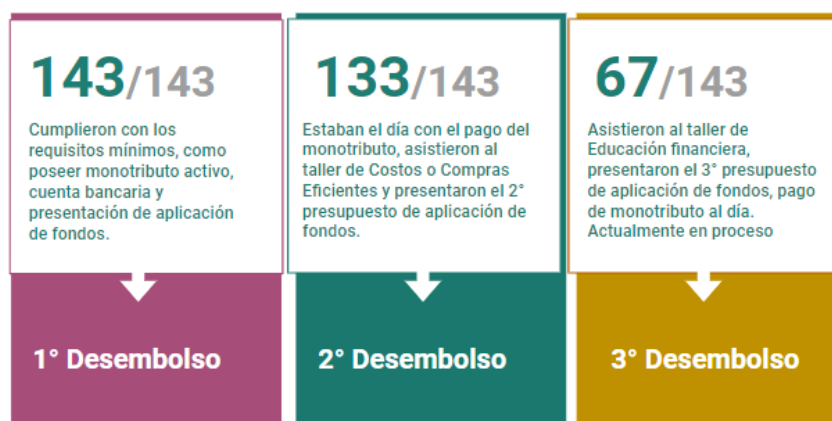 143/143
Cumplieron con los
requisitos mínimos, como
poseer monotributo activo,
cuenta bancaria y
presentación de aplicación
de fondos.
1° Desembolso
133/143
Estaban el día con el pago del
monotributo, asistieron al
taller de Costos o Compras
Eficientes y presentaron el 2°
presupuesto de aplicación de
fondos.
2° Desembolso
67/143
Asistieron al taller de
Educación financiera,
presentaron el 3° presupuesto
de aplicación de fondos, pago
de monotributo al día.
Actualmente en proceso
3° Desembolso